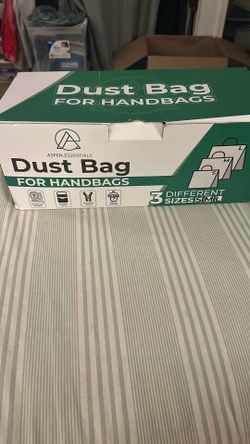 Dust Bag
FOR HANDBAGS
ASPEN ESSENTIALS
Dust Bag
FOR HANDBAGS
3 DIFFERENT
SIZES S M L